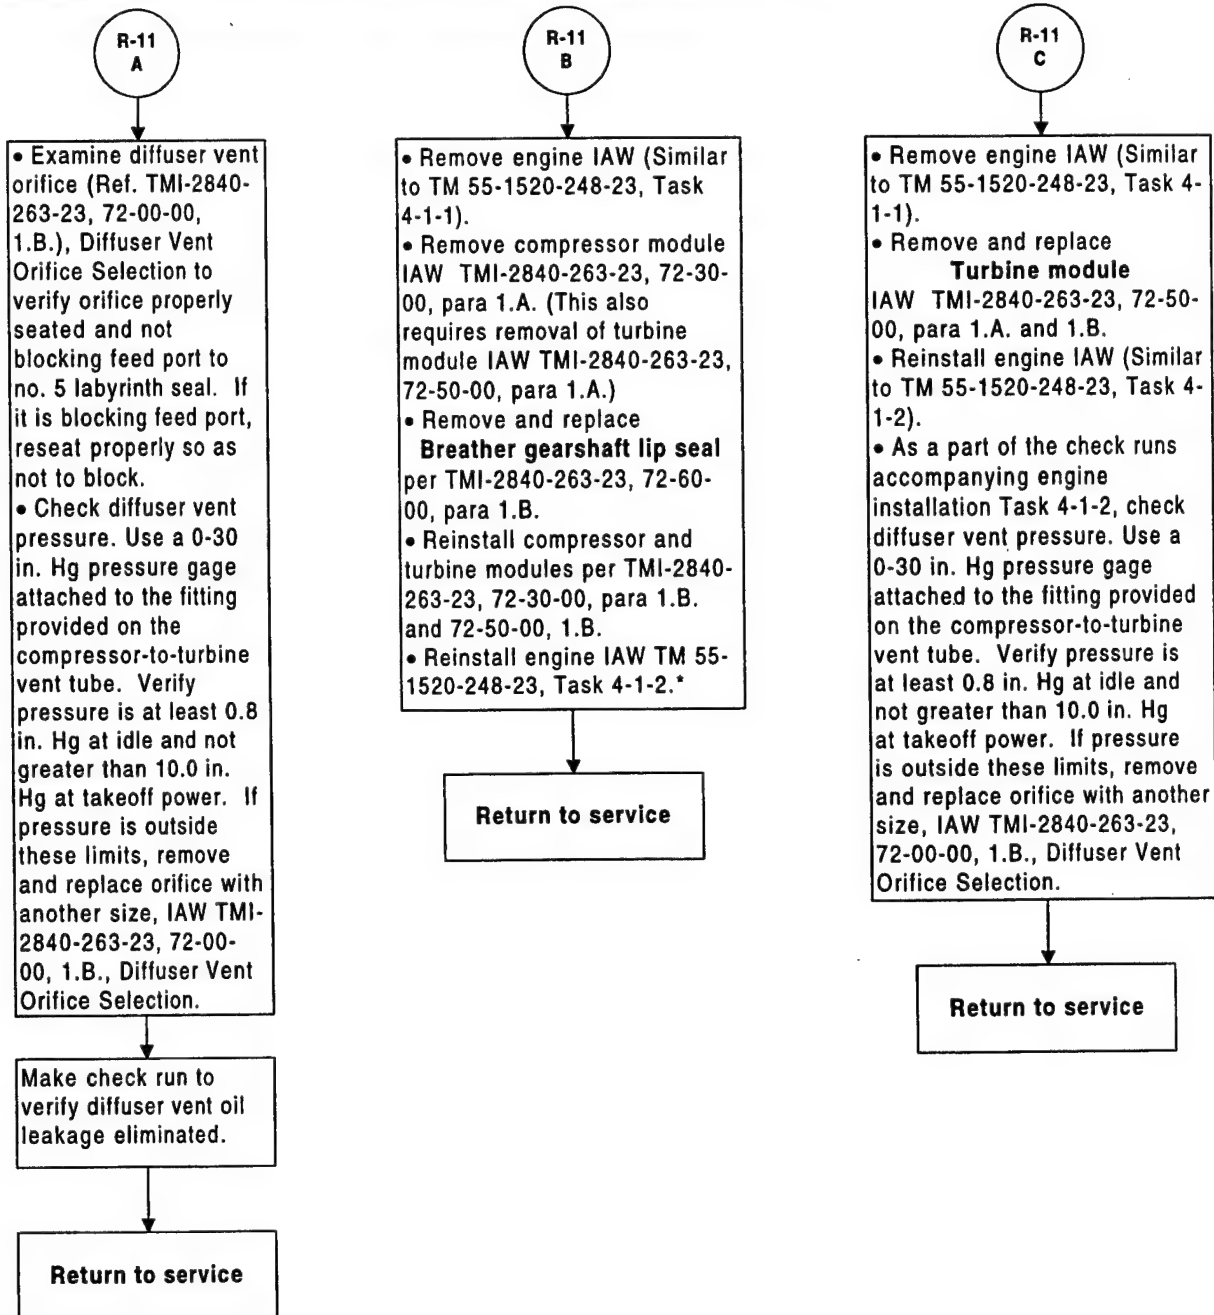 R-11
A
• Examine diffuser vent
orifice (Ref. TMI-2840-
263-23, 72-00-00,
1.B.), Diffuser Vent
Orifice Selection to
verify orifice properly
seated and not
blocking feed port to
no. 5 labyrinth seal. If
it is blocking feed port,
reseat properly so as
not to block.
• Check diffuser vent
pressure. Use a 0-30
in. Hg pressure gage
attached to the fitting
provided on the
compressor-to-turbine
vent tube. Verify
pressure is at least 0.8
in. Hg at idle and not
greater than 10.0 in.
Hg at takeoff power. If
pressure is outside
these limits, remove
and replace orifice with
another size, IAW TMI-
2840-263-23, 72-00-
00, 1.B., Diffuser Vent
Orifice Selection.
Make check run to
verify diffuser vent oil
leakage eliminated.
Return to service
R-11
B
• Remove engine IAW (Similar
to TM 55-1520-248-23, Task
4-1-1).
• Remove compressor module
IAW TMI-2840-263-23, 72-30-
00, para 1.A. (This also
requires removal of turbine
module IAW TMI-2840-263-23,
72-50-00, para 1.A.)
• Remove and replace
Breather gearshaft lip seal
per TMI-2840-263-23, 72-60-
00, para 1.B.
• Reinstall compressor and
turbine modules per TMI-2840-
263-23, 72-30-00, para 1.B.
and 72-50-00, 1.B.
• Reinstall engine IAW TM 55-
1520-248-23, Task 4-1-2.*
Return to service
R-11
C
• Remove engine IAW (Similar
to TM 55-1520-248-23, Task 4-
1-1).
• Remove and replace
Turbine module
IAW TMI-2840-263-23, 72-50-
00, para 1.A. and 1.B.
• Reinstall engine IAW (Similar
to TM 55-1520-248-23, Task 4-
1-2).
• As a part of the check runs
accompanying engine
installation Task 4-1-2, check
diffuser vent pressure. Use a
0-30 in. Hg pressure gage
attached to the fitting provided
on the compressor-to-turbine
vent tube. Verify pressure is
at least 0.8 in. Hg at idle and
not greater than 10.0 in. Hg
at takeoff power. If pressure
is outside these limits, remove
and replace orifice with another
size, IAW TMI-2840-263-23,
72-00-00, 1.B., Diffuser Vent
Orifice Selection.
Return to service